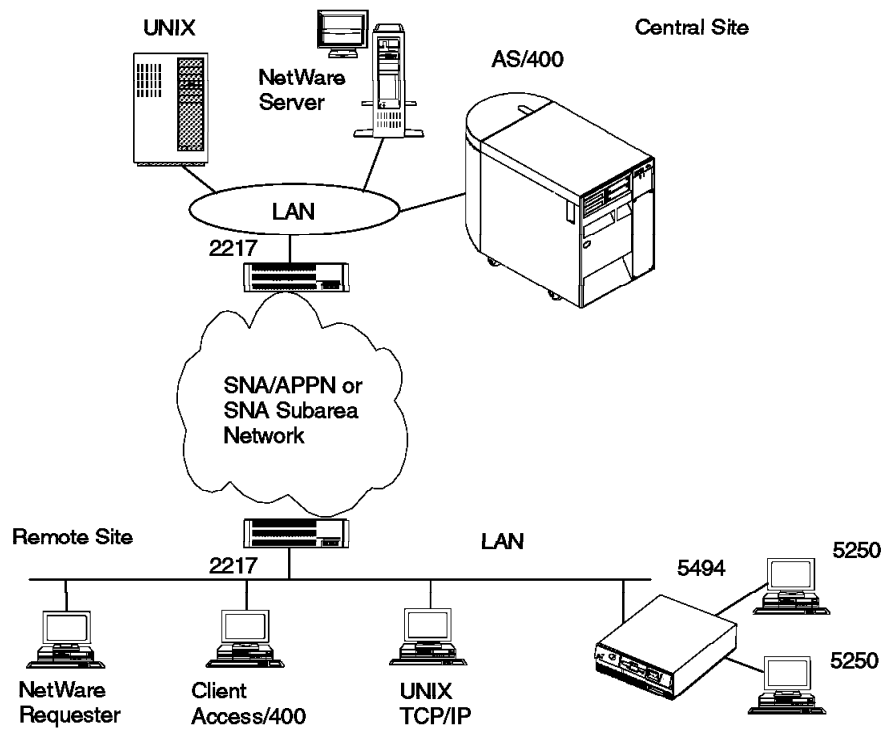 UNIX
Central Site
NetWare
Server
AS/400
LAN
2217
SNA/APPN or
SNA Subarea
Network
Remote Site
LAN
2217
5494
5250
5250
NetWare
Requester
Client
Access/400
UNIX
TCP/IP